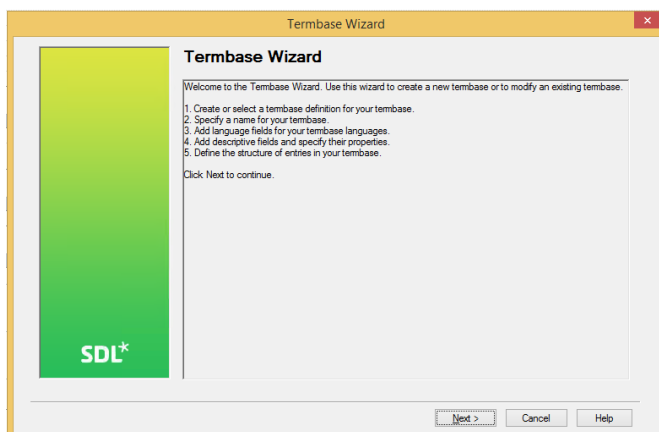 Termbase Wizard
Termbase Wizard
Welcome to the Termbase Wizard. Use this wizard to create a new termbase or to modify an existing termbase.
1. Create or select a termbase definition for your termbase.
2. Specify a name for your termbase.
3. Add language fields for your termbase languages.
4. Add descriptive fields and specify their properties.
5. Define the structure of entries in your termbase.
Click Next to continue.
SDL*
Next >
Cancel
Help